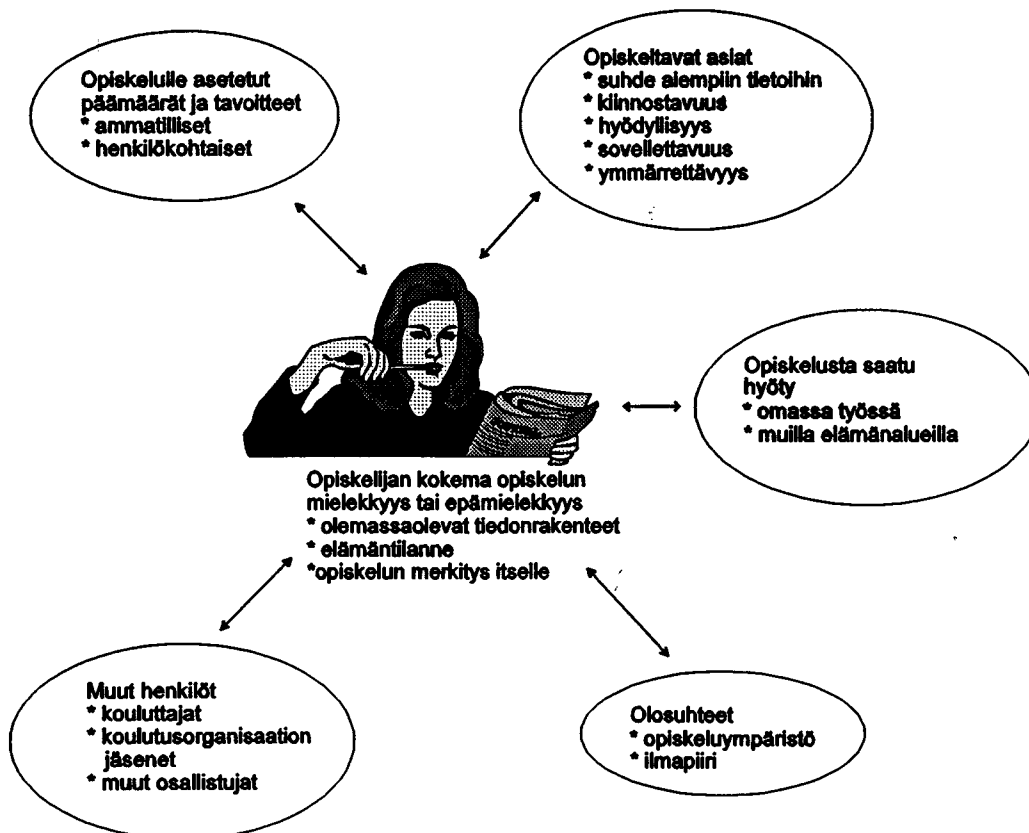 Opiskelulle asetetut
päämäärät ja tavoitteet
* ammatilliset
* henkilökohtaiset
Opiskeltavat asiat
* suhde aiempiin tietoihin
* kiinnostavuus
* hyödyllisyys
* sovellettavuus
* ymmärrettävyys
Opiskelusta saatu
hyöty
* omassa työssä
* muilla elämänalueilla
Opiskelijan kokema opiskelun
mielekkyys tai epämielekkyys
* olemassaolevat tiedonrakenteet
* elämäntilanne
*opiskelun merkitys itselle
Muut henkilöt
* kouluttajat
* koulutusorganisaation
jäsenet
* muut osallistujat
Olosuhteet
* opiskeluympäristö
* ilmapiiri